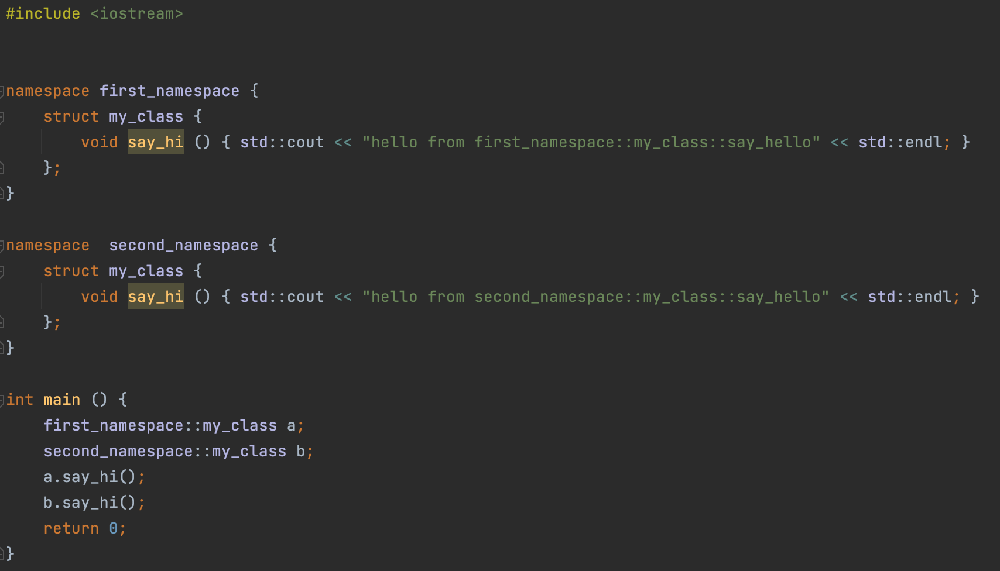 #include <iostream>
namespace first_namespace {
    struct my_class {
        void say_hi () { std::cout << "hello from first_namespace::my_class::say_hello" << std::endl; }
    };
}
namespace  second_namespace {
    struct my_class {
        void say_hi () { std::cout << "hello from second_namespace::my_class::say_hello" << std::endl; }
    };
}
int main () {
    first_namespace::my_class a;
    second_namespace::my_class b;
    a.say_hi();
    b.say_hi();
    return 0;
}